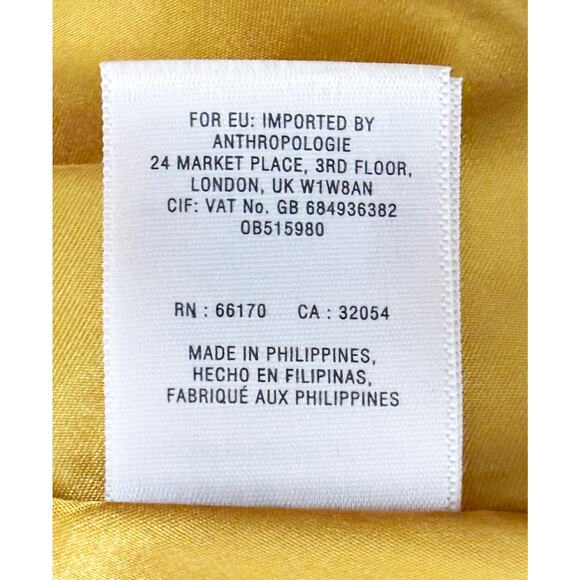 FOR EU: IMPORTED BY
ANTHROPOLOGIE
24 MARKET PLACE, 3RD FLOOR,
LONDON, UK W1W8AN
CIF: VAT No. GB 684936382
OB515980
RN : 66170 CA : 32054
MADE IN PHILIPPINES,
HECHO EN FILIPINAS,
FABRIQUÉ AUX PHILIPPINES